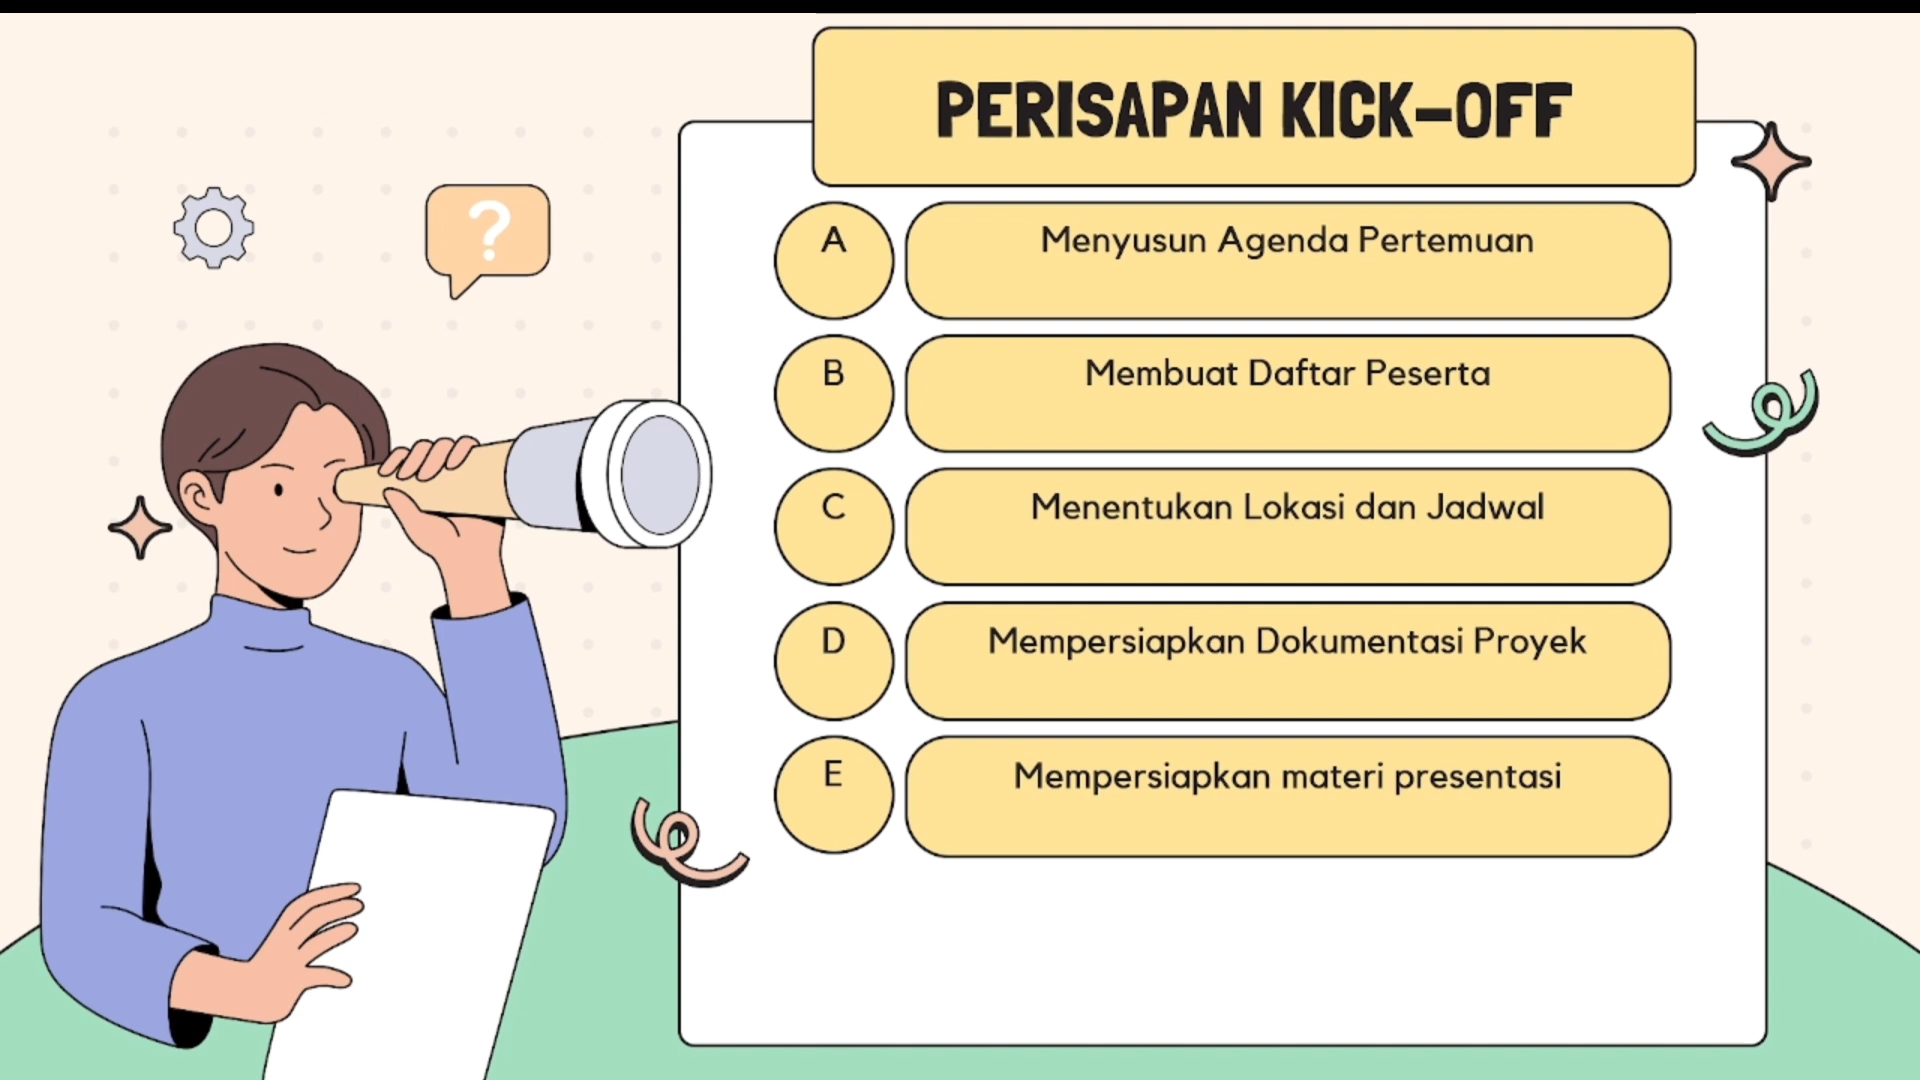 PERISAPAN KICK-OFF
?
A
Menyusun Agenda Pertemuan
B
Membuat Daftar Peserta
C
Menentukan Lokasi dan Jadwal
D
Mempersiapkan Dokumentasi Proyek
E
Mempersiapkan materi presentasi